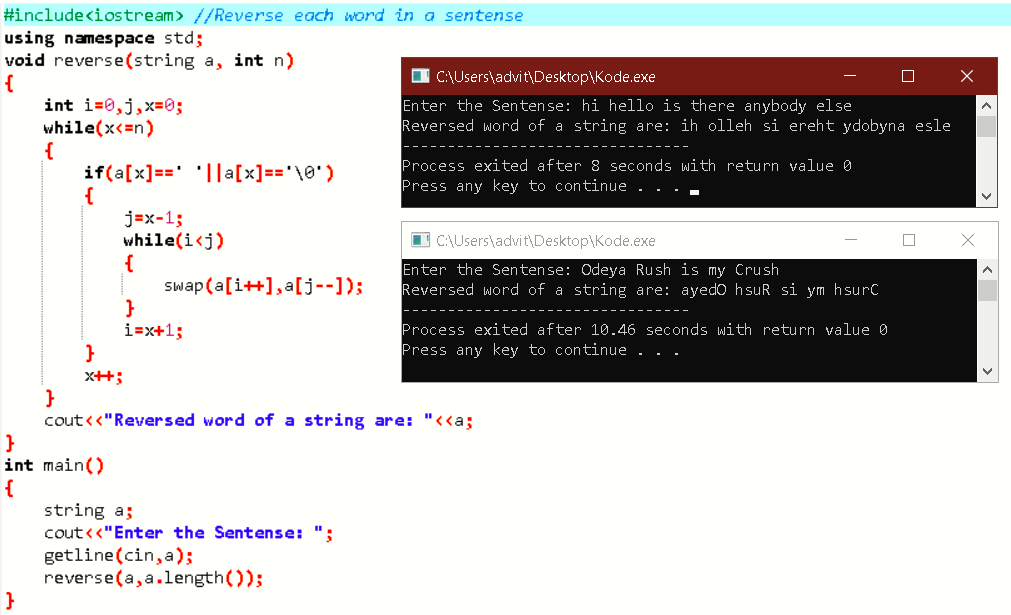 #include<iostream> //Reverse each word in a sentense
using namespace std;
void reverse(string a, int n)
{
    int i=0,j,x=0;
    while(x<=n)
    {
        if(a[x]==' '||a[x]=='\0')
        {
            j=x-1;
            while(i<j)
            {
                swap(a[i++],a[j--]);
            }
            i=x+1;
        }
        x++;
    }
    cout<<"Reversed word of a string are: "<<a;
}
int main()
{
    string a;
    cout<<"Enter the Sentense: ";
    getline(cin,a);
    reverse(a,a.length());
}
C:\Users\advit\Desktop\Kode.exe
Enter the Sentense: hi hello is there anybody else
Reversed word of a string are: ih olleh si ereht ydobyna esle
--------------------------------
Process exited after 8 seconds with return value 0
Press any key to continue . . .
C:\Users\advit\Desktop\Kode.exe
Enter the Sentense: Odeya Rush is my Crush
Reversed word of a string are: ayedO hsuR si ym hsurC
--------------------------------
Process exited after 10.46 seconds with return value 0
Press any key to continue . . .